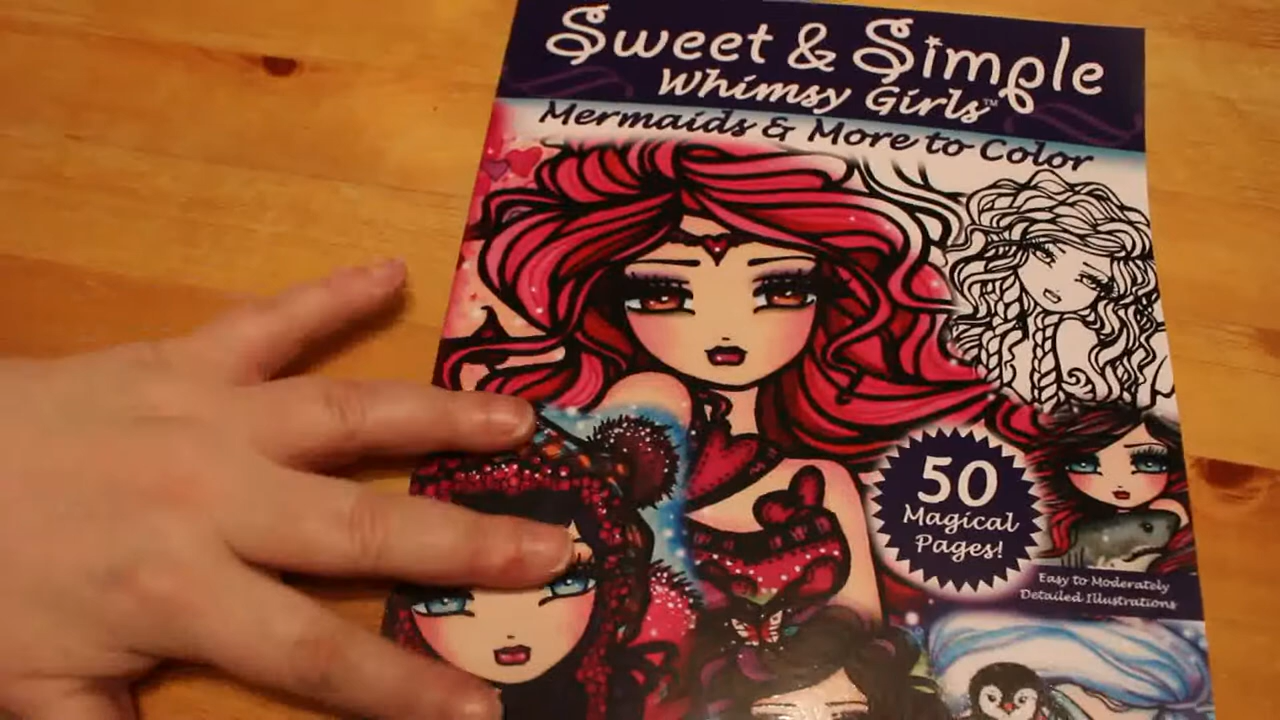 Sweet & Simple
Whimsy Girls™
Mermaids & More to Color
50
Magical
Pages!
Easy to Moderately
Detailed Illustrations